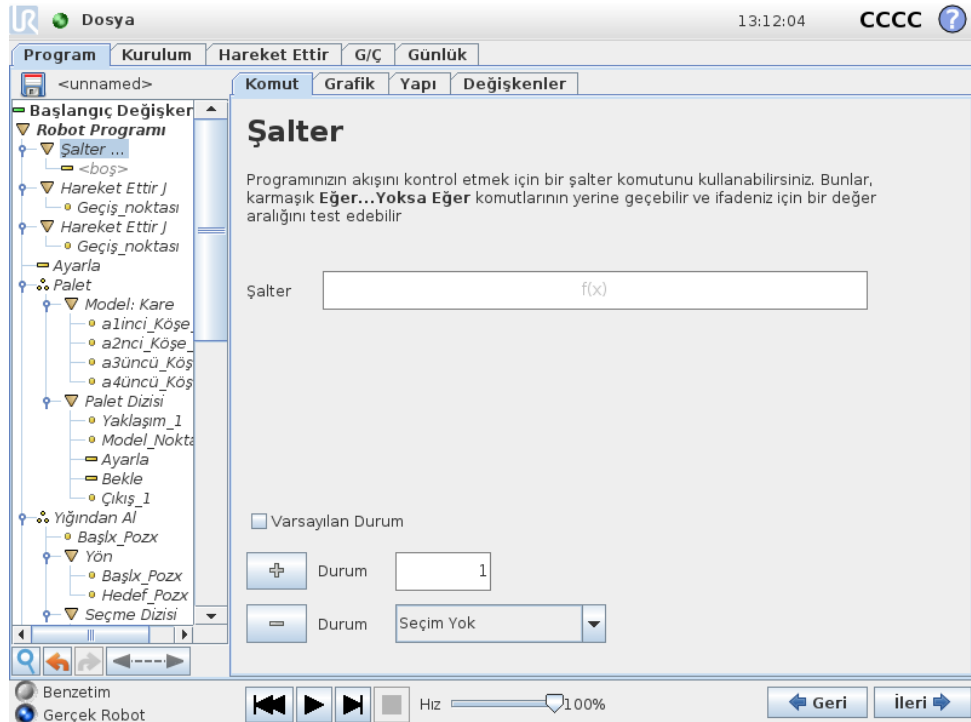 Dosya 13:12:04 CCCC ?
Program Kurulum Hareket Ettir G/Ç Günlük
<unnamed>
Komut Grafik Yapı Değişkenler
Başlangıç Değişker
Robot Programı
Şalter ...
<boş>
Hareket Ettir J
Geçiş_noktası
Hareket Ettir J
Geçiş_noktası
Ayarla
Palet
Model: Kare
a1inci_Köşe_
a2nci_Köşe_
a3üncü_Köş
a4üncü_Köş
Palet Dizisi
Yaklaşım_1
Model_Nokta
Ayarla
Bekle
Çıkış_1
Yığından Al
Başlx_Pozx
Yön
Başlx_Pozx
Hedef_Pozx
Seçme Dizisi
Şalter
Programınızın akışını kontrol etmek için bir şalter komutunu kullanabilirsiniz. Bunlar,
karmaşık Eğer...Yoksa Eğer komutlarının yerine geçebilir ve ifadeniz için bir değer
aralığını test edebilir
Şalter f(x)
Varsayılan Durum
Durum 1
Durum Seçim Yok
Benzetim
Gerçek Robot
Hız 100%
Geri İleri